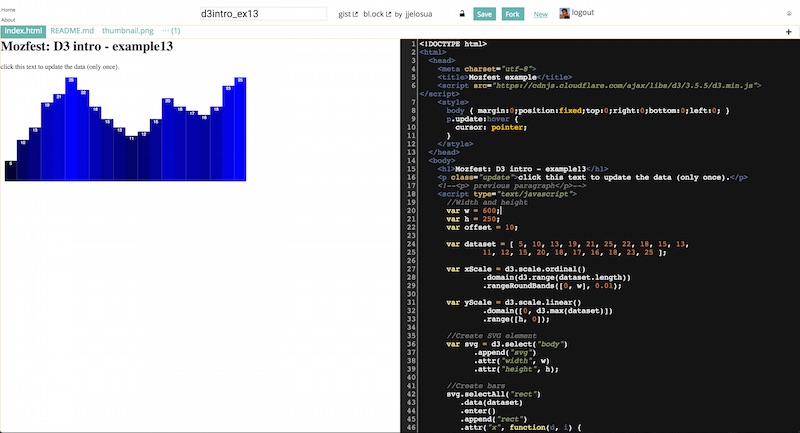 Home
About
d3intro_ex13
gist bl.ock by jjelosua
Save
Fork
New
logout
index.html README.md thumbnail.png ··· (1)
+
Mozfest: D3 intro - example13
click this text to update the data (only once).
5 10 13 19 21 25 22 18 15 13 11 12 15 20 18 17 16 18 23 25
1 <!DOCTYPE html>
2 <html>
3 <head>
4 <meta charset="utf-8">
5 <title>Mozfest example</title>
6 <script src="https://cdnjs.cloudflare.com/ajax/libs/d3/3.5.5/d3.min.js">
</script>
7 <style>
8 body { margin:0;position:fixed;top:0;right:0;bottom:0;left:0; }
9 p.update:hover {
10 cursor: pointer;
11 }
12 </style>
13 </head>
14 <body>
15 <h1>Mozfest: D3 intro - example13</h1>
16 <p class="update">click this text to update the data (only once).</p>
17 <!--<p> previous paragraph</p>-->
18 <script type="text/javascript">
19 //Width and height
20 var w = 600;
21 var h = 250;
22 var offset = 10;
23
24 var dataset = [ 5, 10, 13, 19, 21, 25, 22, 18, 15, 13,
25 11, 12, 15, 20, 18, 17, 16, 18, 23, 25 ];
26
27 var xScale = d3.scale.ordinal()
28 .domain(d3.range(dataset.length))
29 .rangeRoundBands([0, w], 0.01);
30
31 var yScale = d3.scale.linear()
32 .domain([0, d3.max(dataset)])
33 .range([h, 0]);
34
35 //Create SVG element
36 var svg = d3.select("body")
37 .append("svg")
38 .attr("width", w)
39 .attr("height", h);
40
41 //Create bars
42 svg.selectAll("rect")
43 .data(dataset)
44 .enter()
45 .append("rect")
46 .attr("x", function(d, i) {